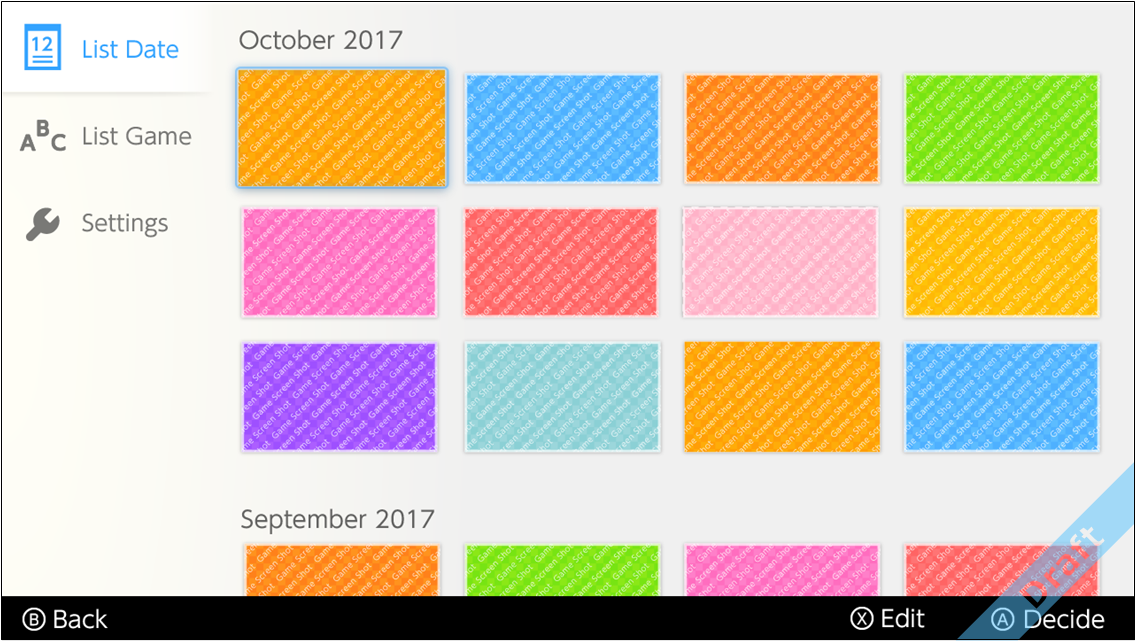 12
List Date
ABC
List Game
Settings
October 2017
Game Screen Shot
September 2017
Draft
B Back
X Edit
A Decide